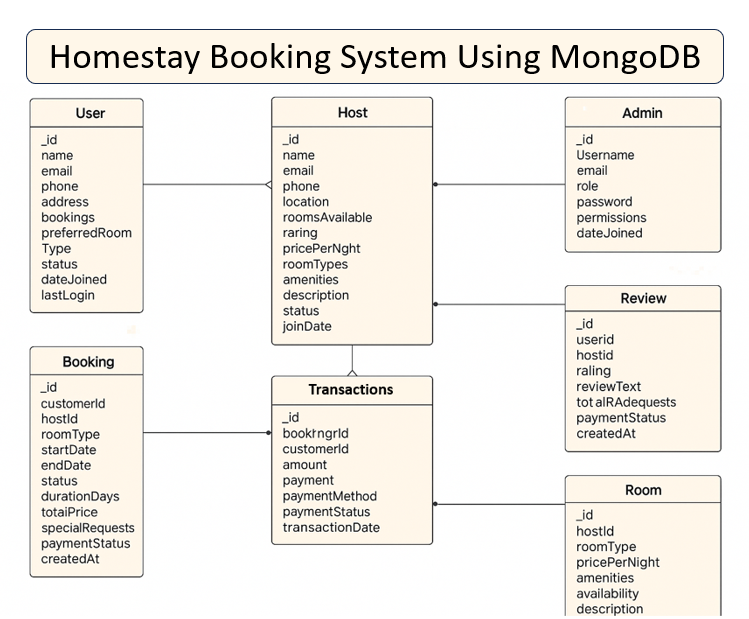 Homestay Booking System Using MongoDB
User
_id
name
email
phone
address
bookings
preferredRoom
Type
status
dateJoined
lastLogin
Host
_id
name
email
phone
location
roomsAvailable
raring
pricePerNght
roomTypes
amenities
description
status
joinDate
Admin
_id
Username
email
role
password
permissions
dateJoined
Booking
_id
customerId
hostId
roomType
startDate
endDate
status
durationDays
totaiPrice
specialRequests
paymentStatus
createdAt
Transactions
_id
customerId
amount
payment
paymentMethod
paymentStatus
transactionDate
Review
_id
userid
hostid
raling
reviewText
totalRAdequests
paymentStatus
createdAt
Room
_id
hostId
roomType
pricePerNight
amenities
availability
description